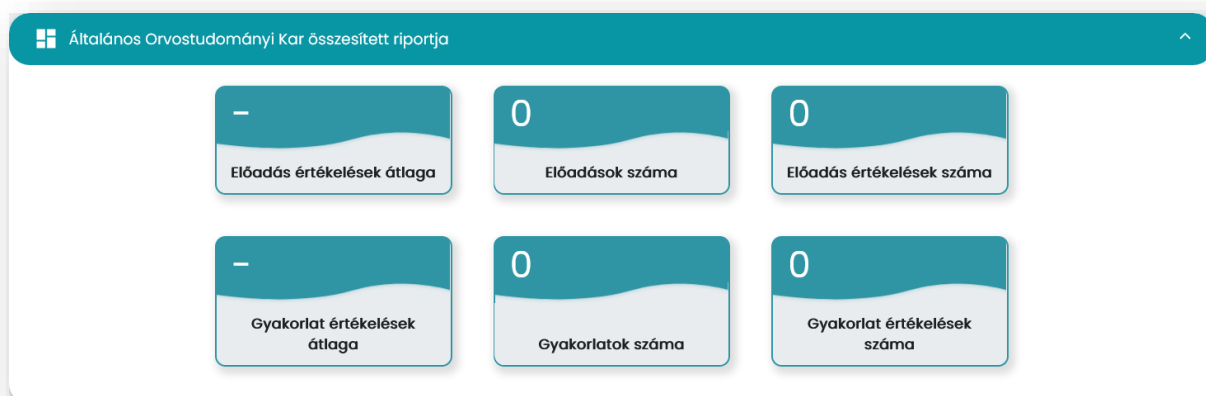 Általános Orvostudományi Kar összesített riportja
-
0
0
Előadás értékelések átlaga
Előadások száma
Előadás értékelések száma
-
0
0
Gyakorlat értékelések
átlaga
Gyakorlatok száma
Gyakorlat értékelések
száma